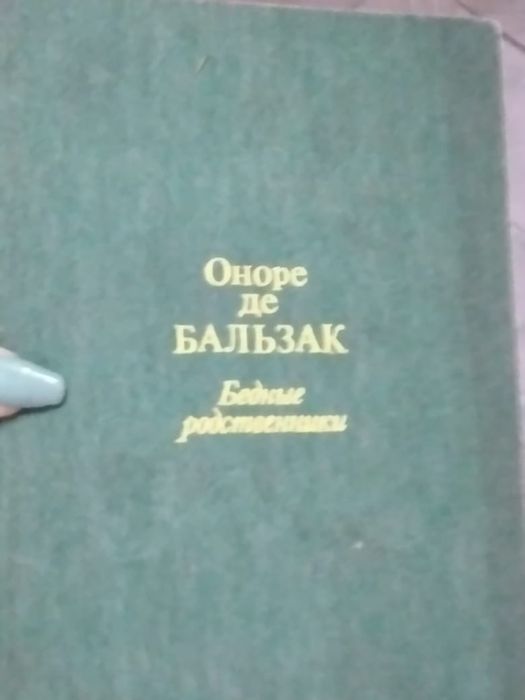 Оноре
де
БАЛЬЗАК
Бедные
родственники